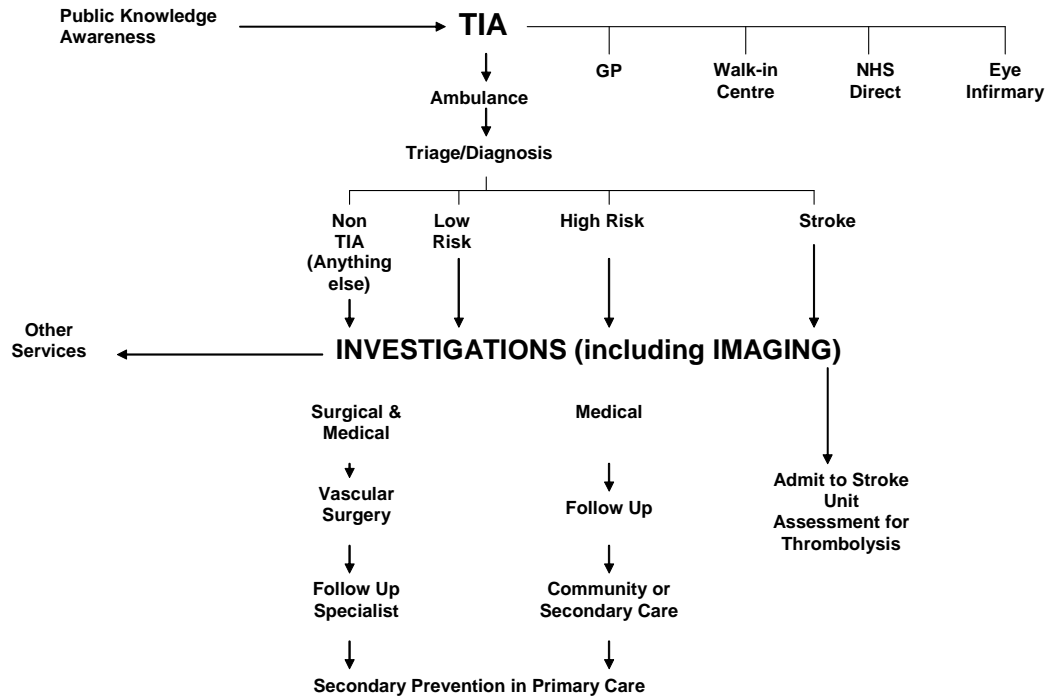 Public Knowledge
Awareness
TIA
GP
Walk-in
Centre
NHS
Direct
Eye
Infirmary
Ambulance
Triage/Diagnosis
Non
TIA
(Anything
else)
Low
Risk
High Risk
Stroke
Other
Services
INVESTIGATIONS (including IMAGING)
Surgical &
Medical
Medical
Vascular
Surgery
Follow Up
Admit to Stroke
Unit
Assessment for
Thrombolysis
Follow Up
Specialist
Community or
Secondary Care
Secondary Prevention in Primary Care